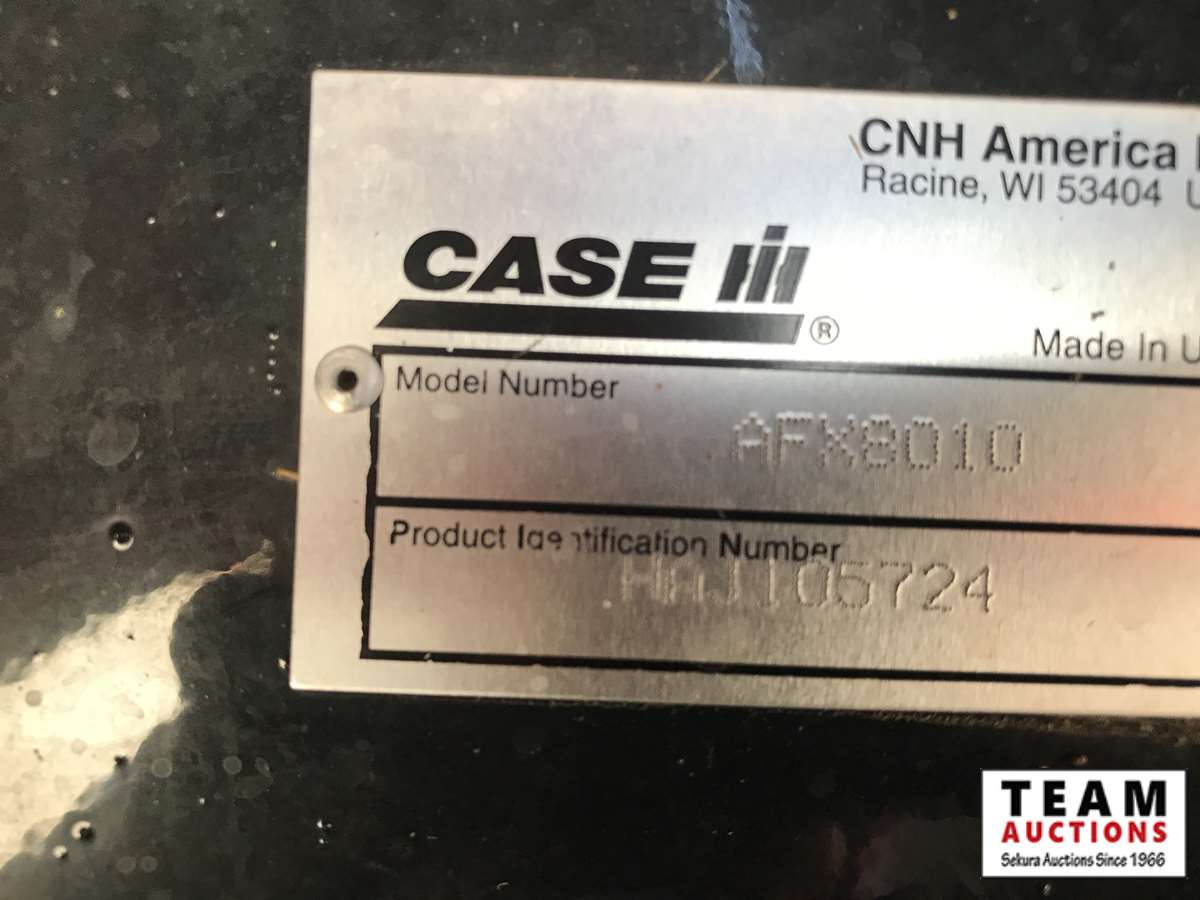 CNH America
Racine, WI 53404 U
CASE IH ®
Made In U
Model Number
AFX8010
Product Identification Number
HAJ105724
TEAM
AUCTIONS
Sekura Auctions Since 1966